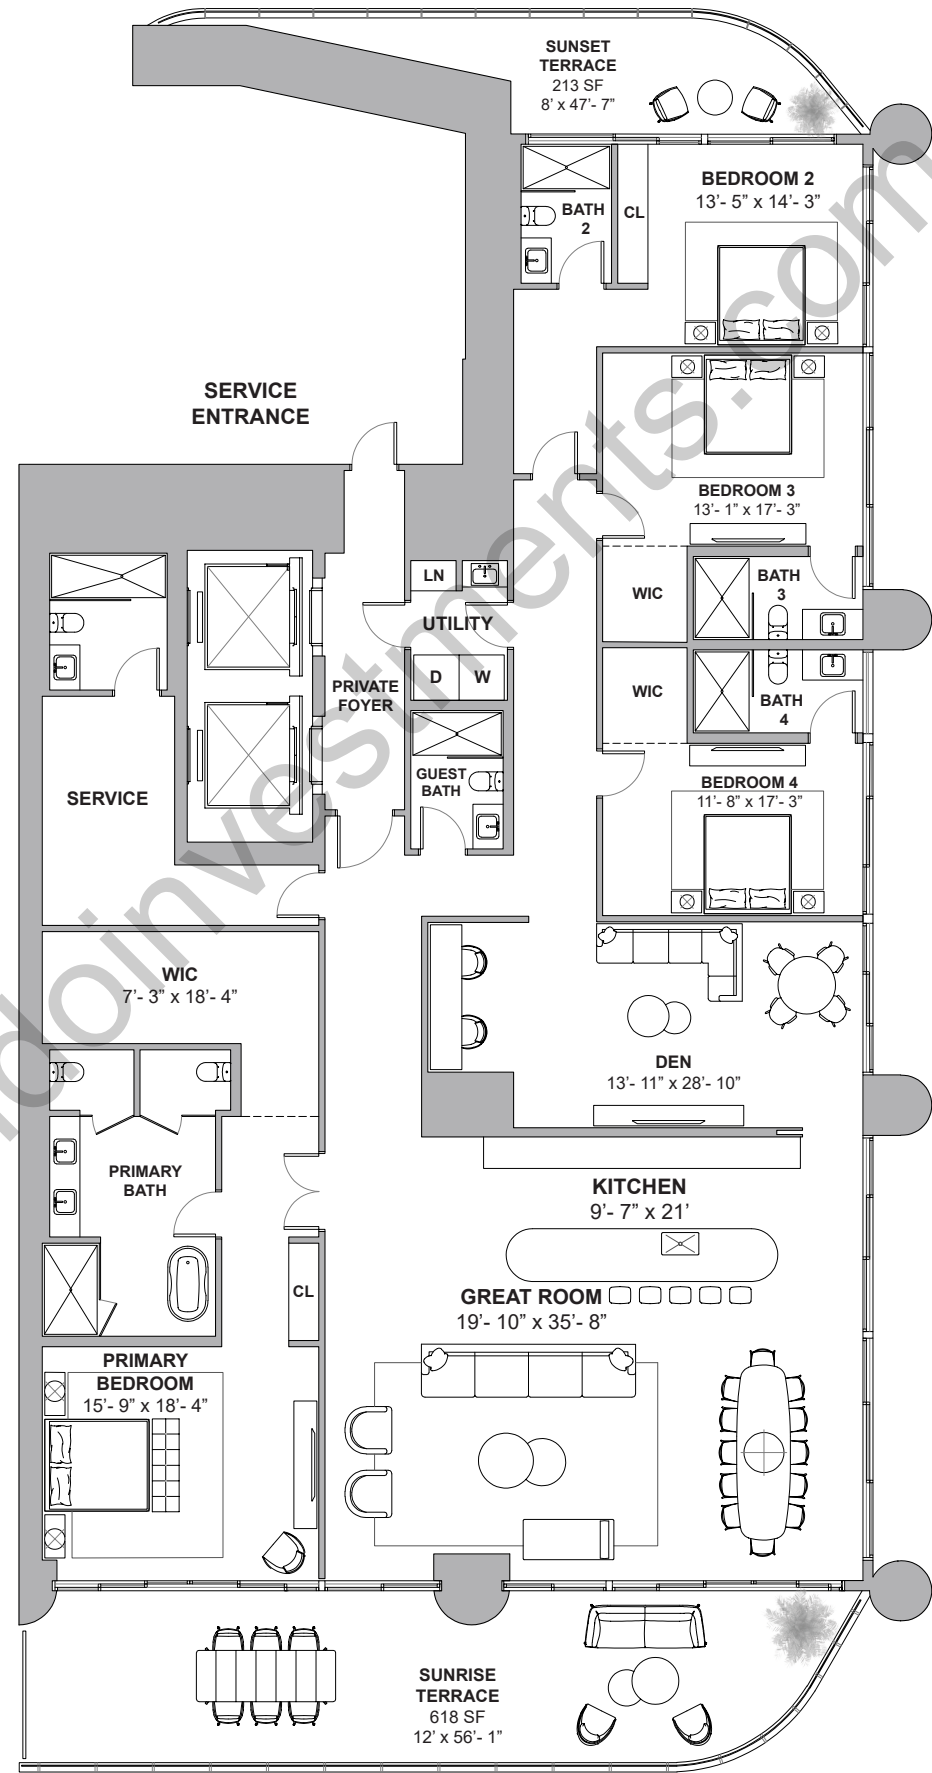 SUNSET
TERRACE
213 SF
8’ x 47’- 7”
BEDROOM 2
13’- 5” x 14’- 3”
BATH
2
CL
SERVICE
ENTRANCE
BEDROOM 3
13’- 1” x 17’- 3”
LN
WIC
BATH
3
UTILITY
D
W
PRIVATE
FOYER
WIC
BATH
4
GUEST
BATH
BEDROOM 4
11’- 8” x 17’- 3”
SERVICE
WIC
7’- 3” x 18’- 4”
DEN
13’- 11” x 28’- 10”
PRIMARY
BATH
KITCHEN
9’- 7” x 21’
CL
GREAT ROOM
19’- 10” x 35’- 8”
PRIMARY
BEDROOM
15’- 9” x 18’- 4”
SUNRISE
TERRACE
618 SF
12’ x 56’- 1”
doinvestments.com